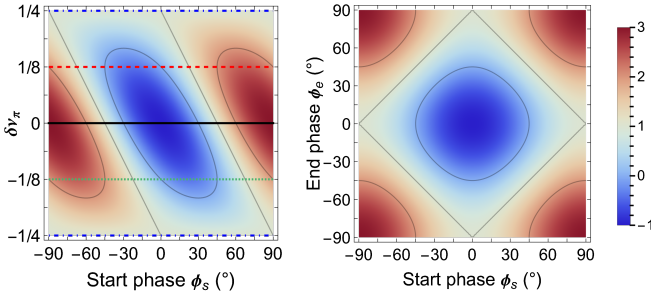 1/4
1/8
0
−1/8
−1/4
δν_π
−90 −60 −30 0 30 60 90
Start phase ϕ_s (°)
90
60
30
0
−30
−60
−90
End phase ϕ_e (°)
−90 −60 −30 0 30 60 90
Start phase ϕ_s (°)
3
2
1
0
−1